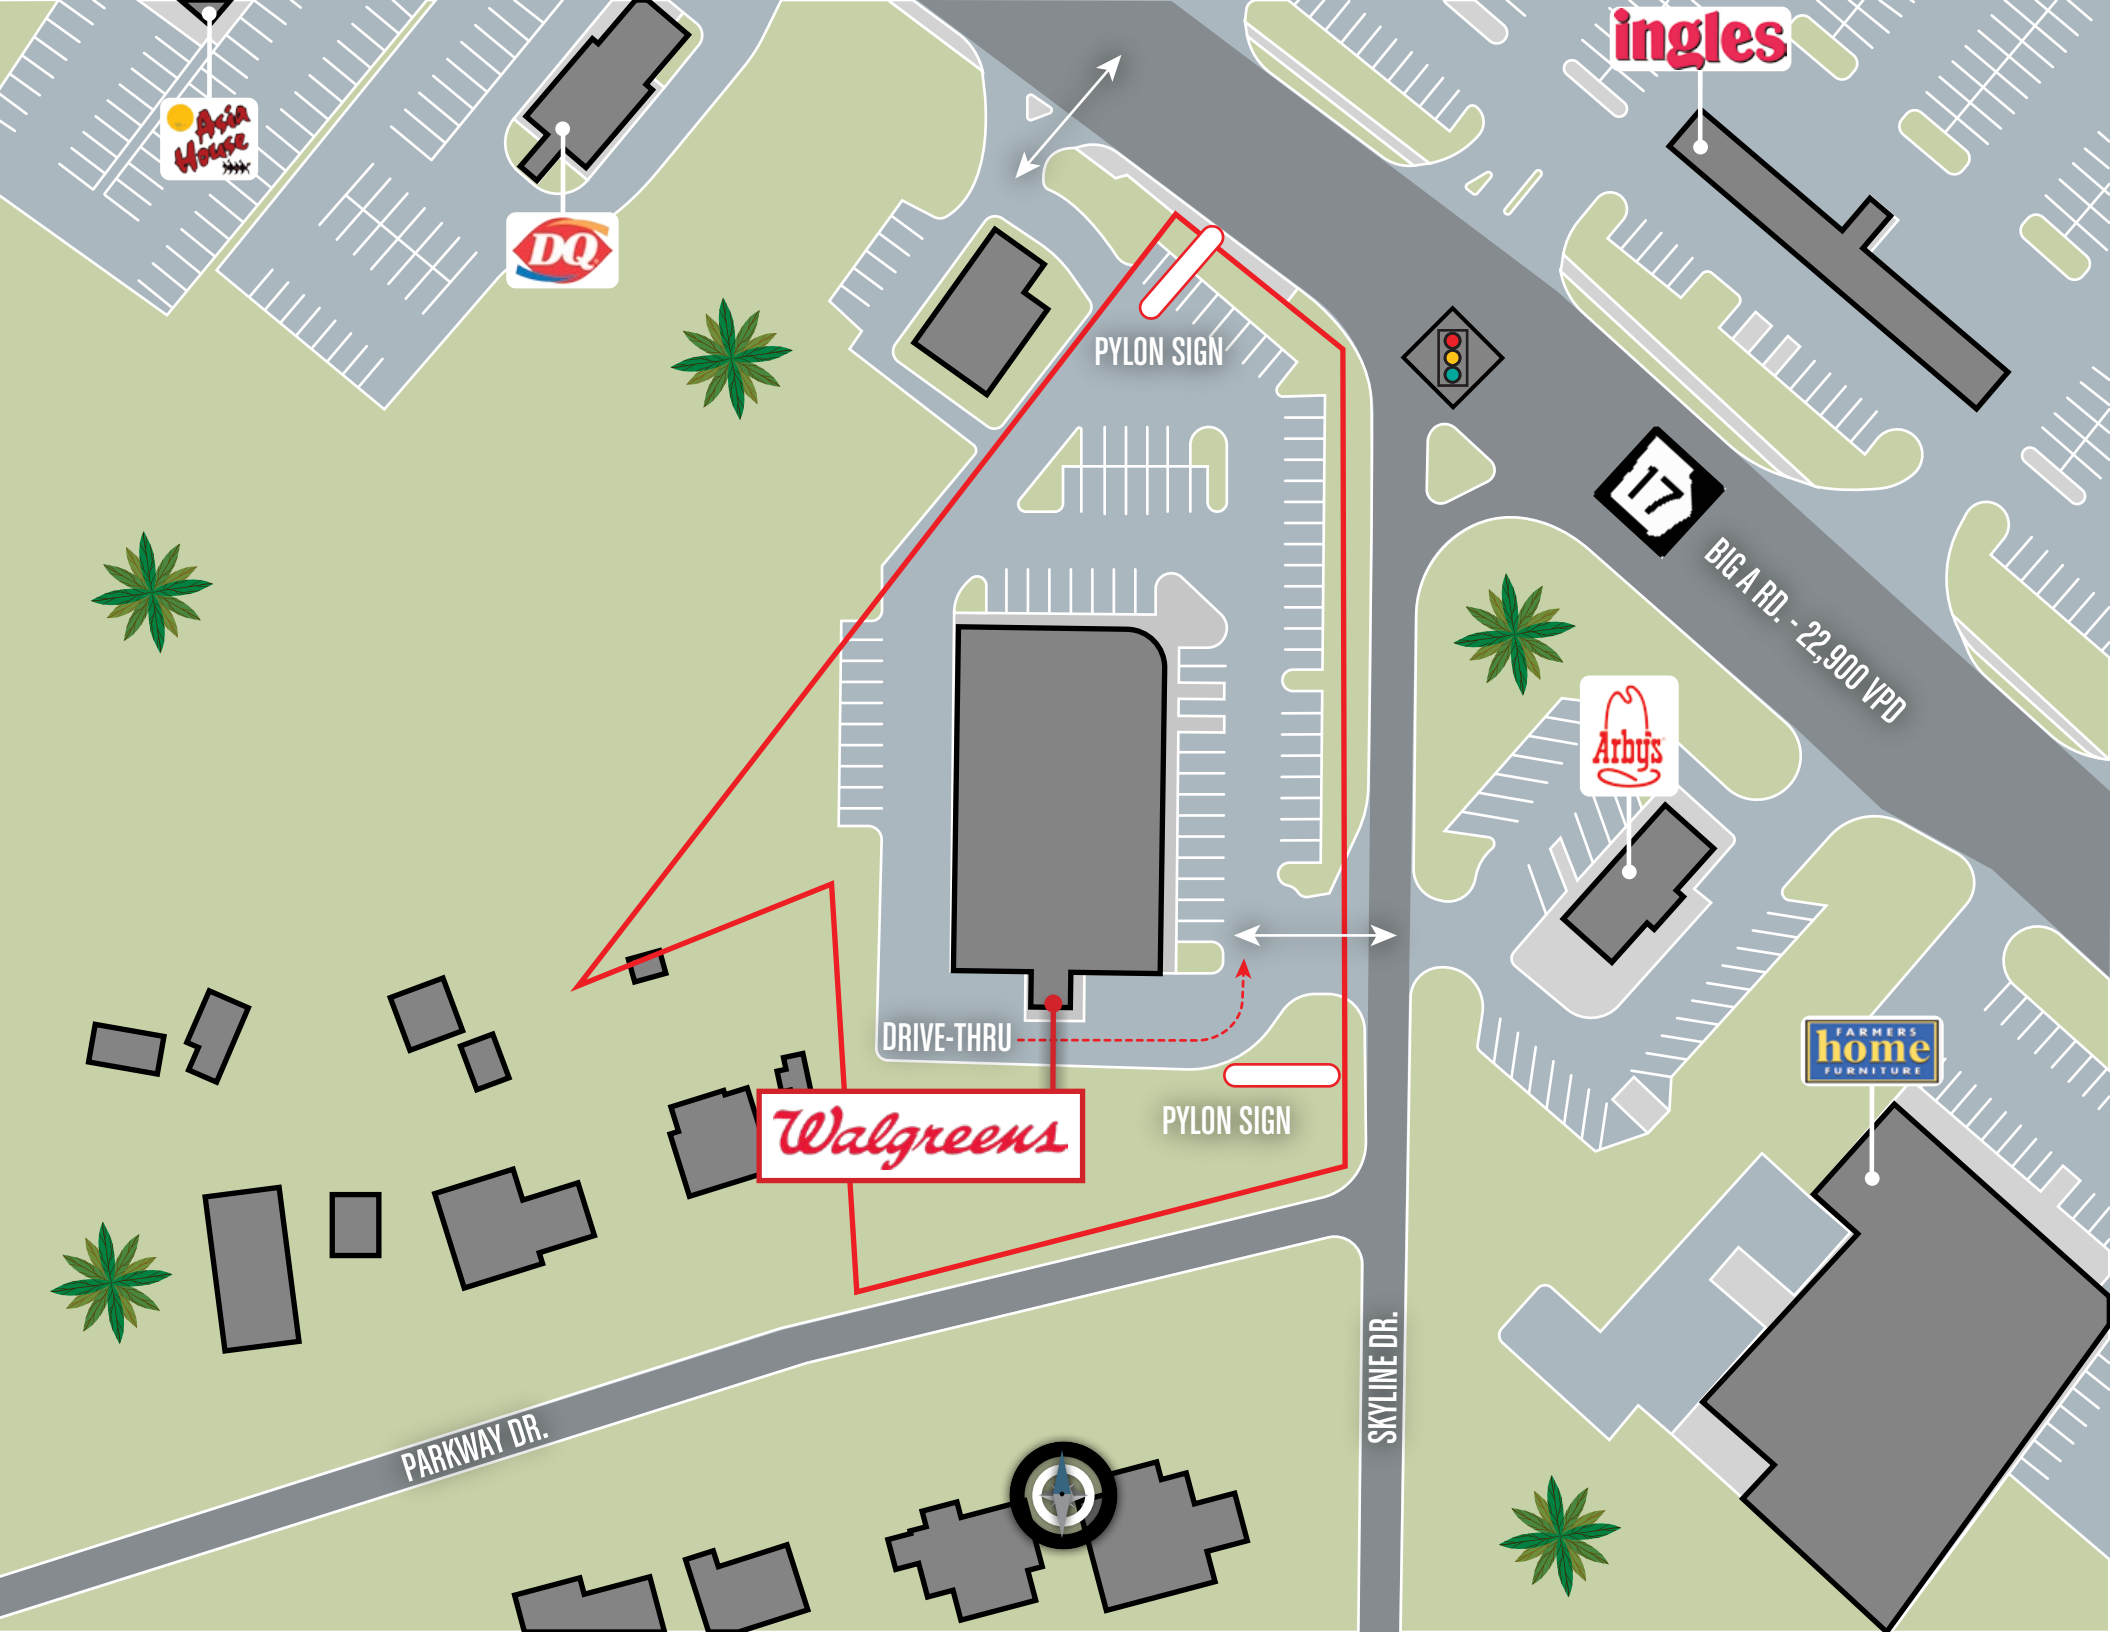 ingles
Asia
House
DQ
PYLON SIGN
17
BIG A RD. - 22,900 VPD
Arby's
DRIVE-THRU
FARMERS
home
FURNITURE
PYLON SIGN
Walgreens
SKYLINE DR.
PARKWAY DR.